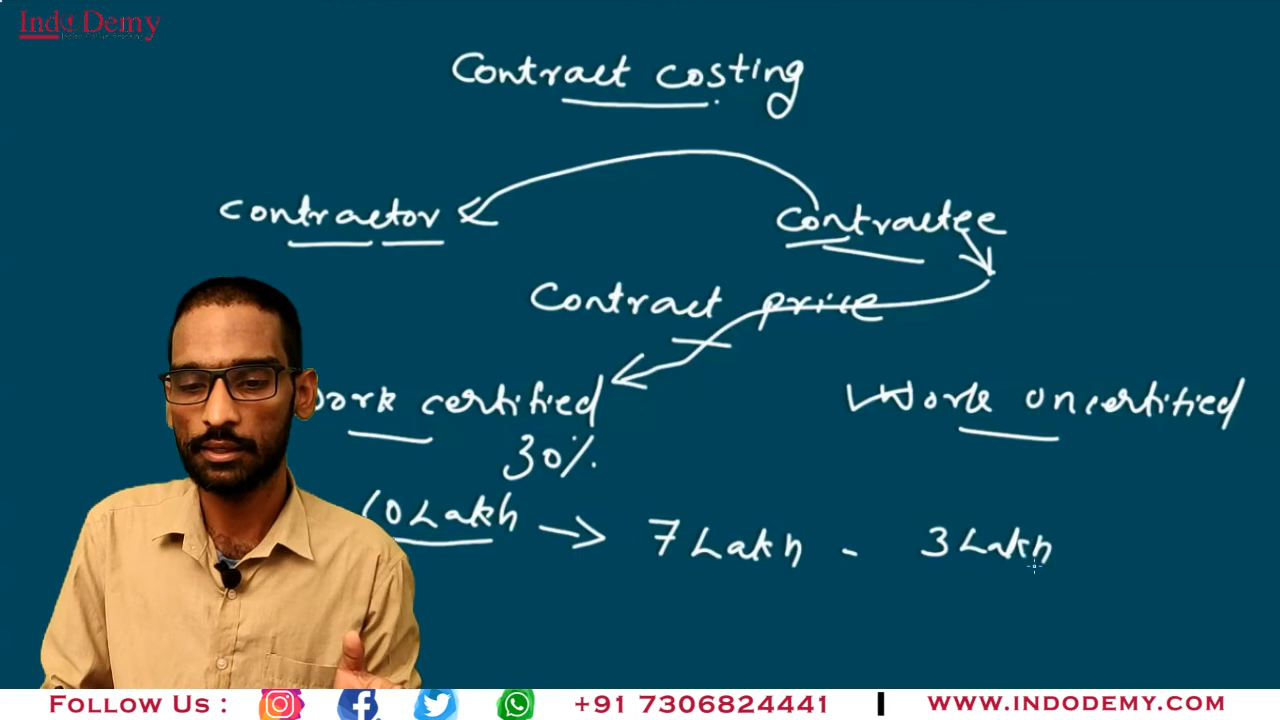 IndoDemy
Contract costing
Contractor Contractee
Contract price
Work certified Work uncertified
30%.
10 Lakh → 7 Lakh - 3 Lakh
Follow Us : +91 7306824441 | WWW.INDODEMY.COM